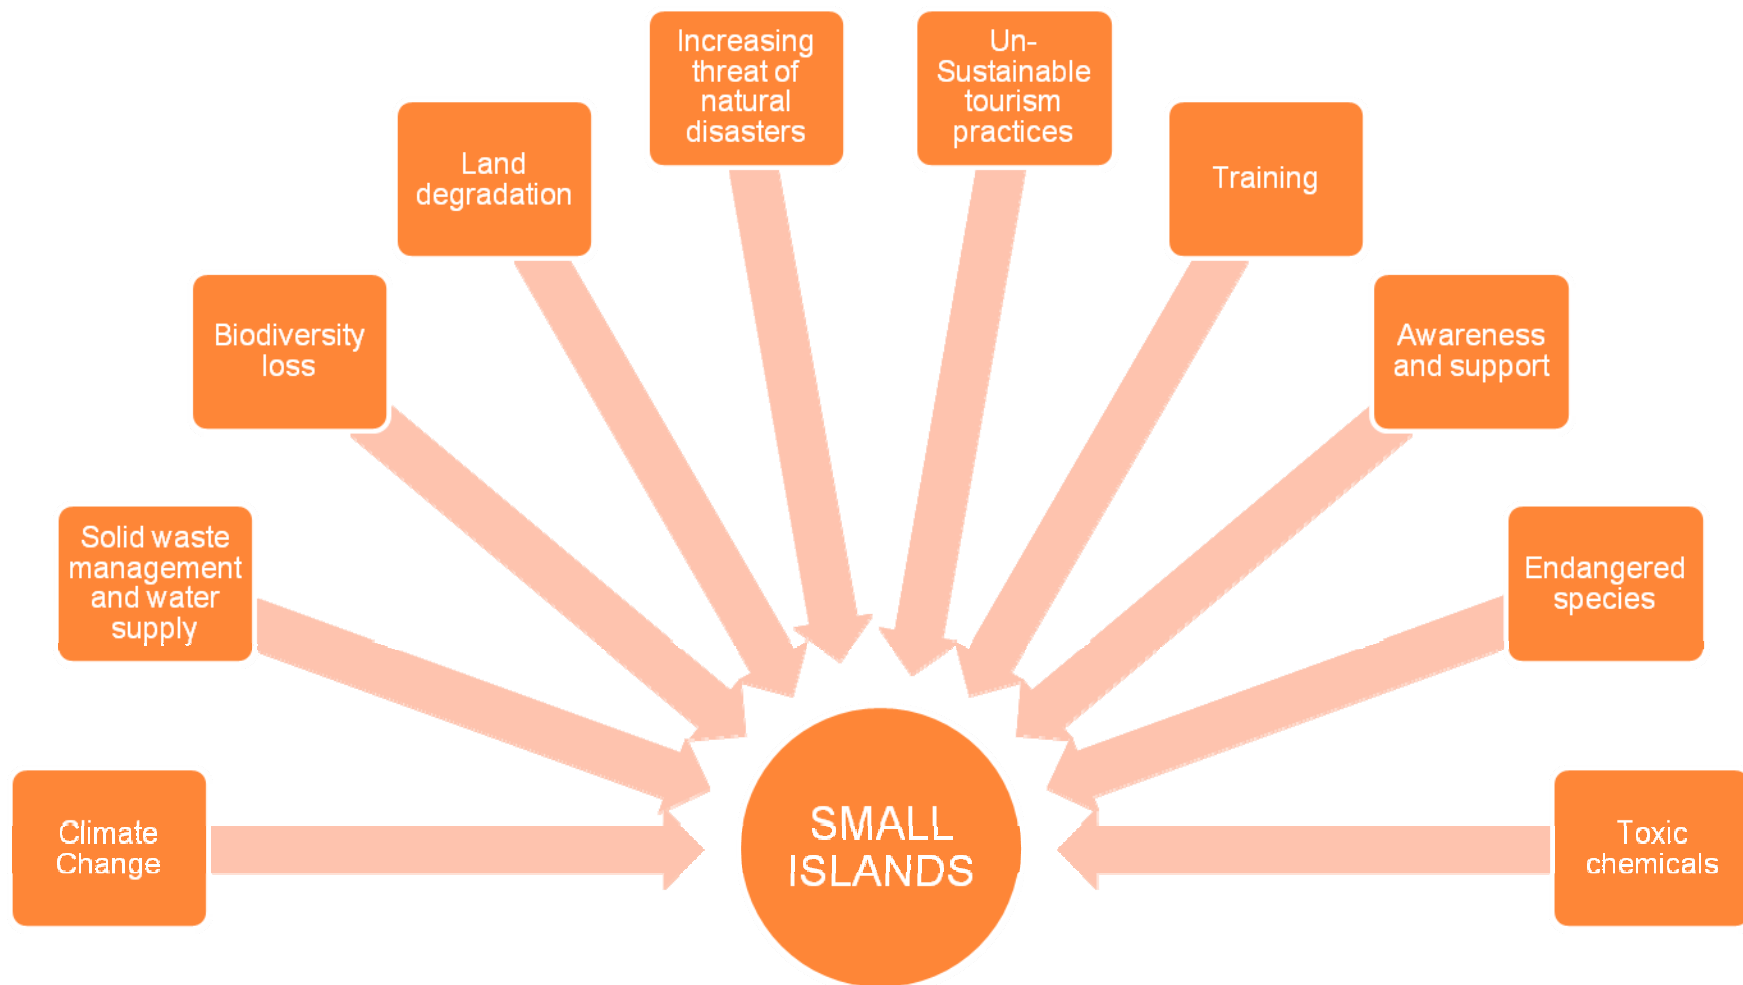 Increasing
threat of
natural
disasters
Un-
Sustainable
tourism
practices
Land
degradation
Training
Biodiversity
loss
Awareness
and support
Solid waste
management
and water
supply
Endangered
species
Climate
Change
SMALL
ISLANDS
Toxic
chemicals